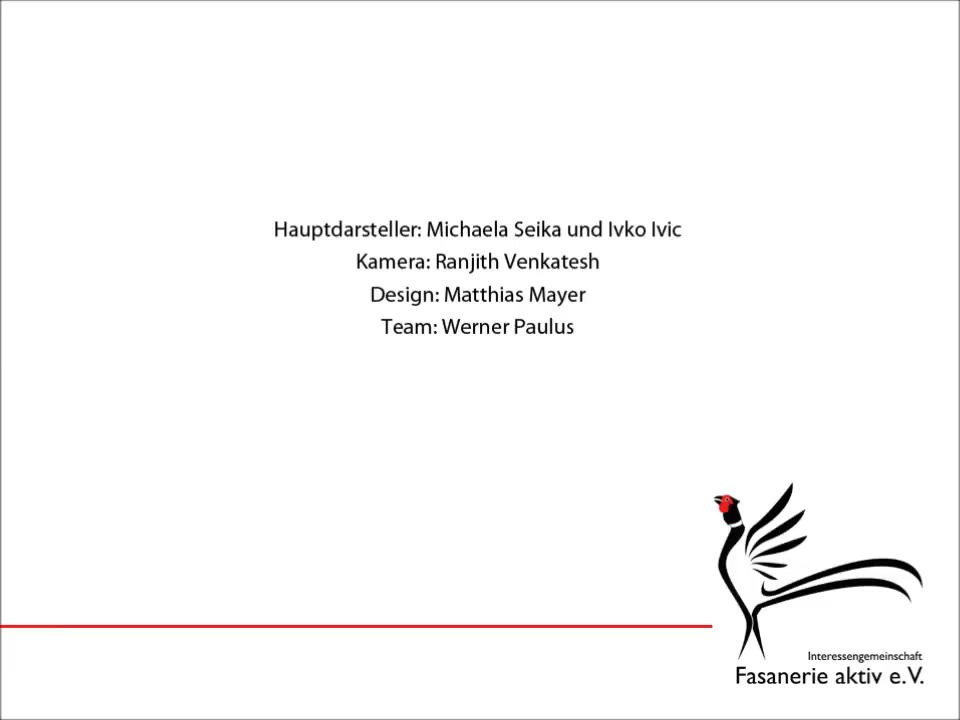 Hauptdarsteller: Michaela Seika und Ivko Ivic
Kamera: Ranjith Venkatesh
Design: Matthias Mayer
Team: Werner Paulus
Interessengemeinschaft
Fasanerie aktiv e.V.